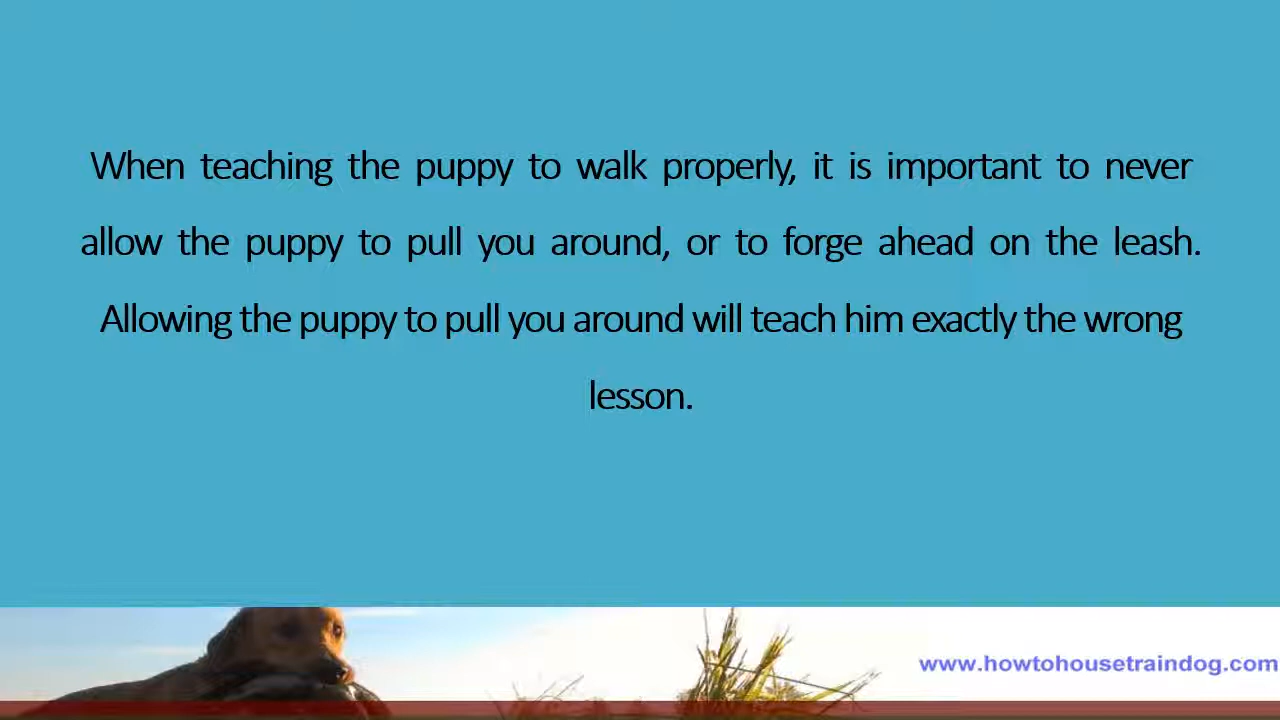 When teaching the puppy to walk properly, it is important to never
allow the puppy to pull you around, or to forge ahead on the leash.
Allowing the puppy to pull you around will teach him exactly the wrong
lesson.
www.howtohousetraindog.com